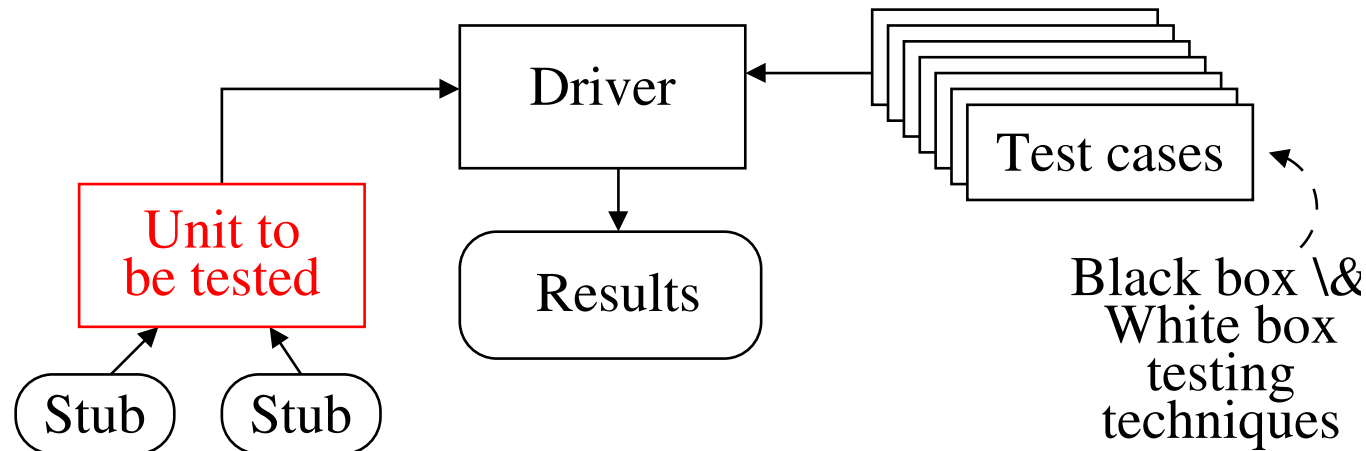 Driver
Test cases
Unit to
be tested
Results
Black box \&
White box
testing
techniques
Stub
Stub